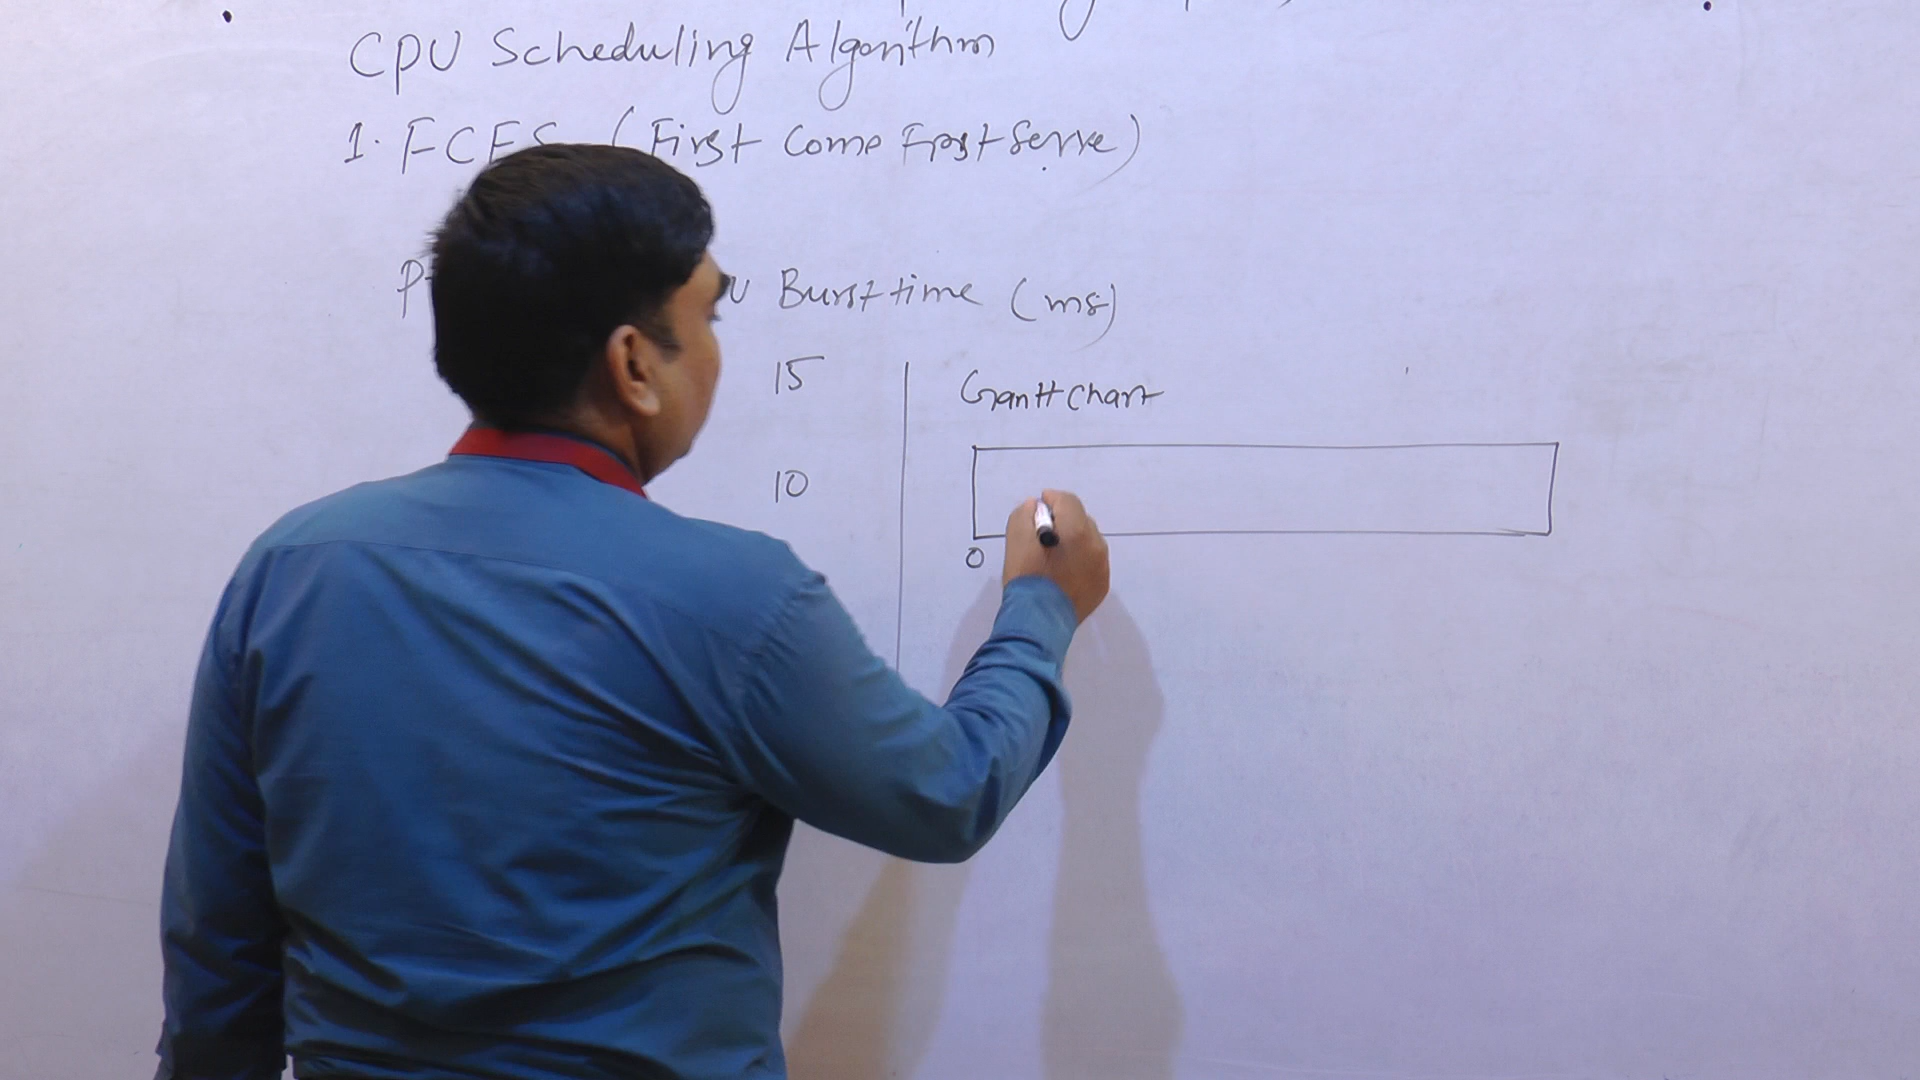 CPU Scheduling Algorithm
1. FCFS (First Come First Serve)
Burst time (ms)
15
Gantt Chart
10
0